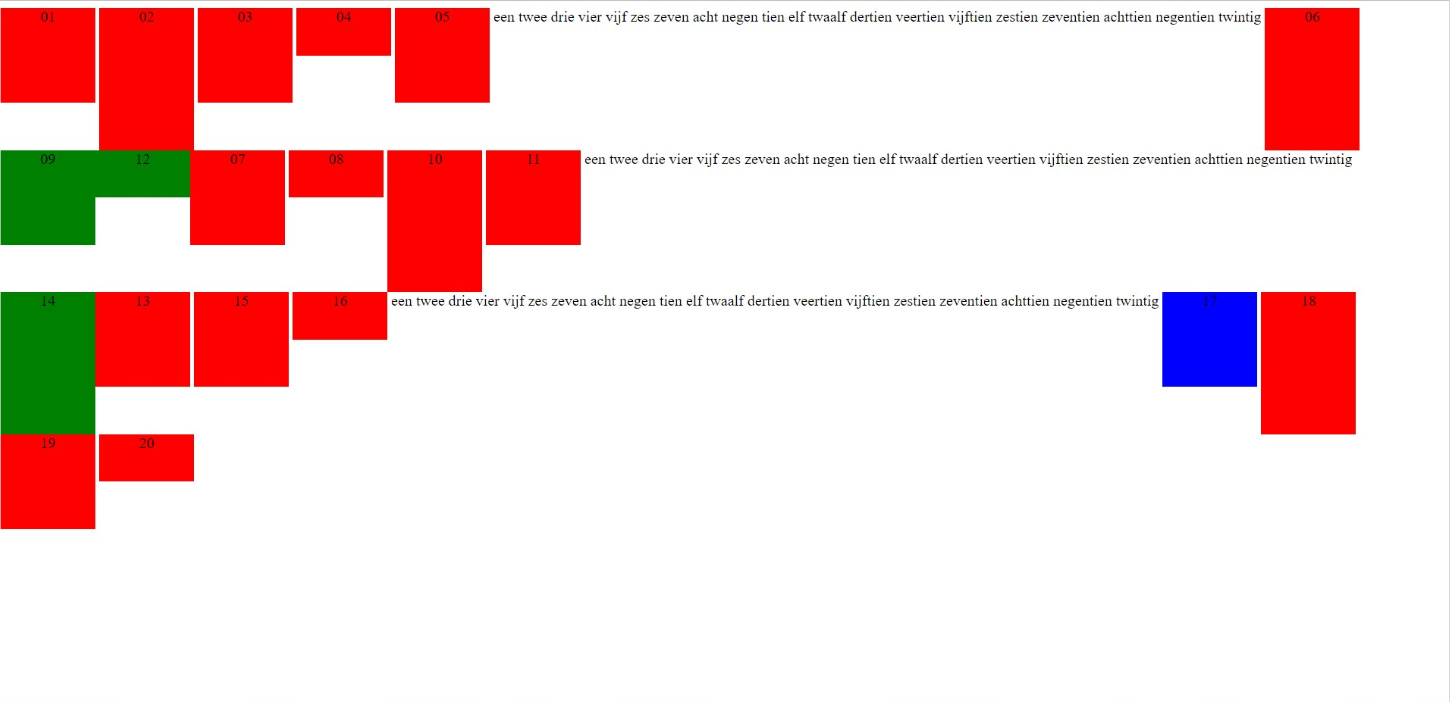 01 02 03 04 05 een twee drie vier vijf zes zeven acht negen tien elf twaalf dertien veertien vijftien zestien zeventien achttien negentien twintig 06
09 12 07 08 10 11 een twee drie vier vijf zes zeven acht negen tien elf twaalf dertien veertien vijftien zestien zeventien achttien negentien twintig
14 13 15 16 een twee drie vier vijf zes zeven acht negen tien elf twaalf dertien veertien vijftien zestien zeventien achttien negentien twintig 17 18
19 20